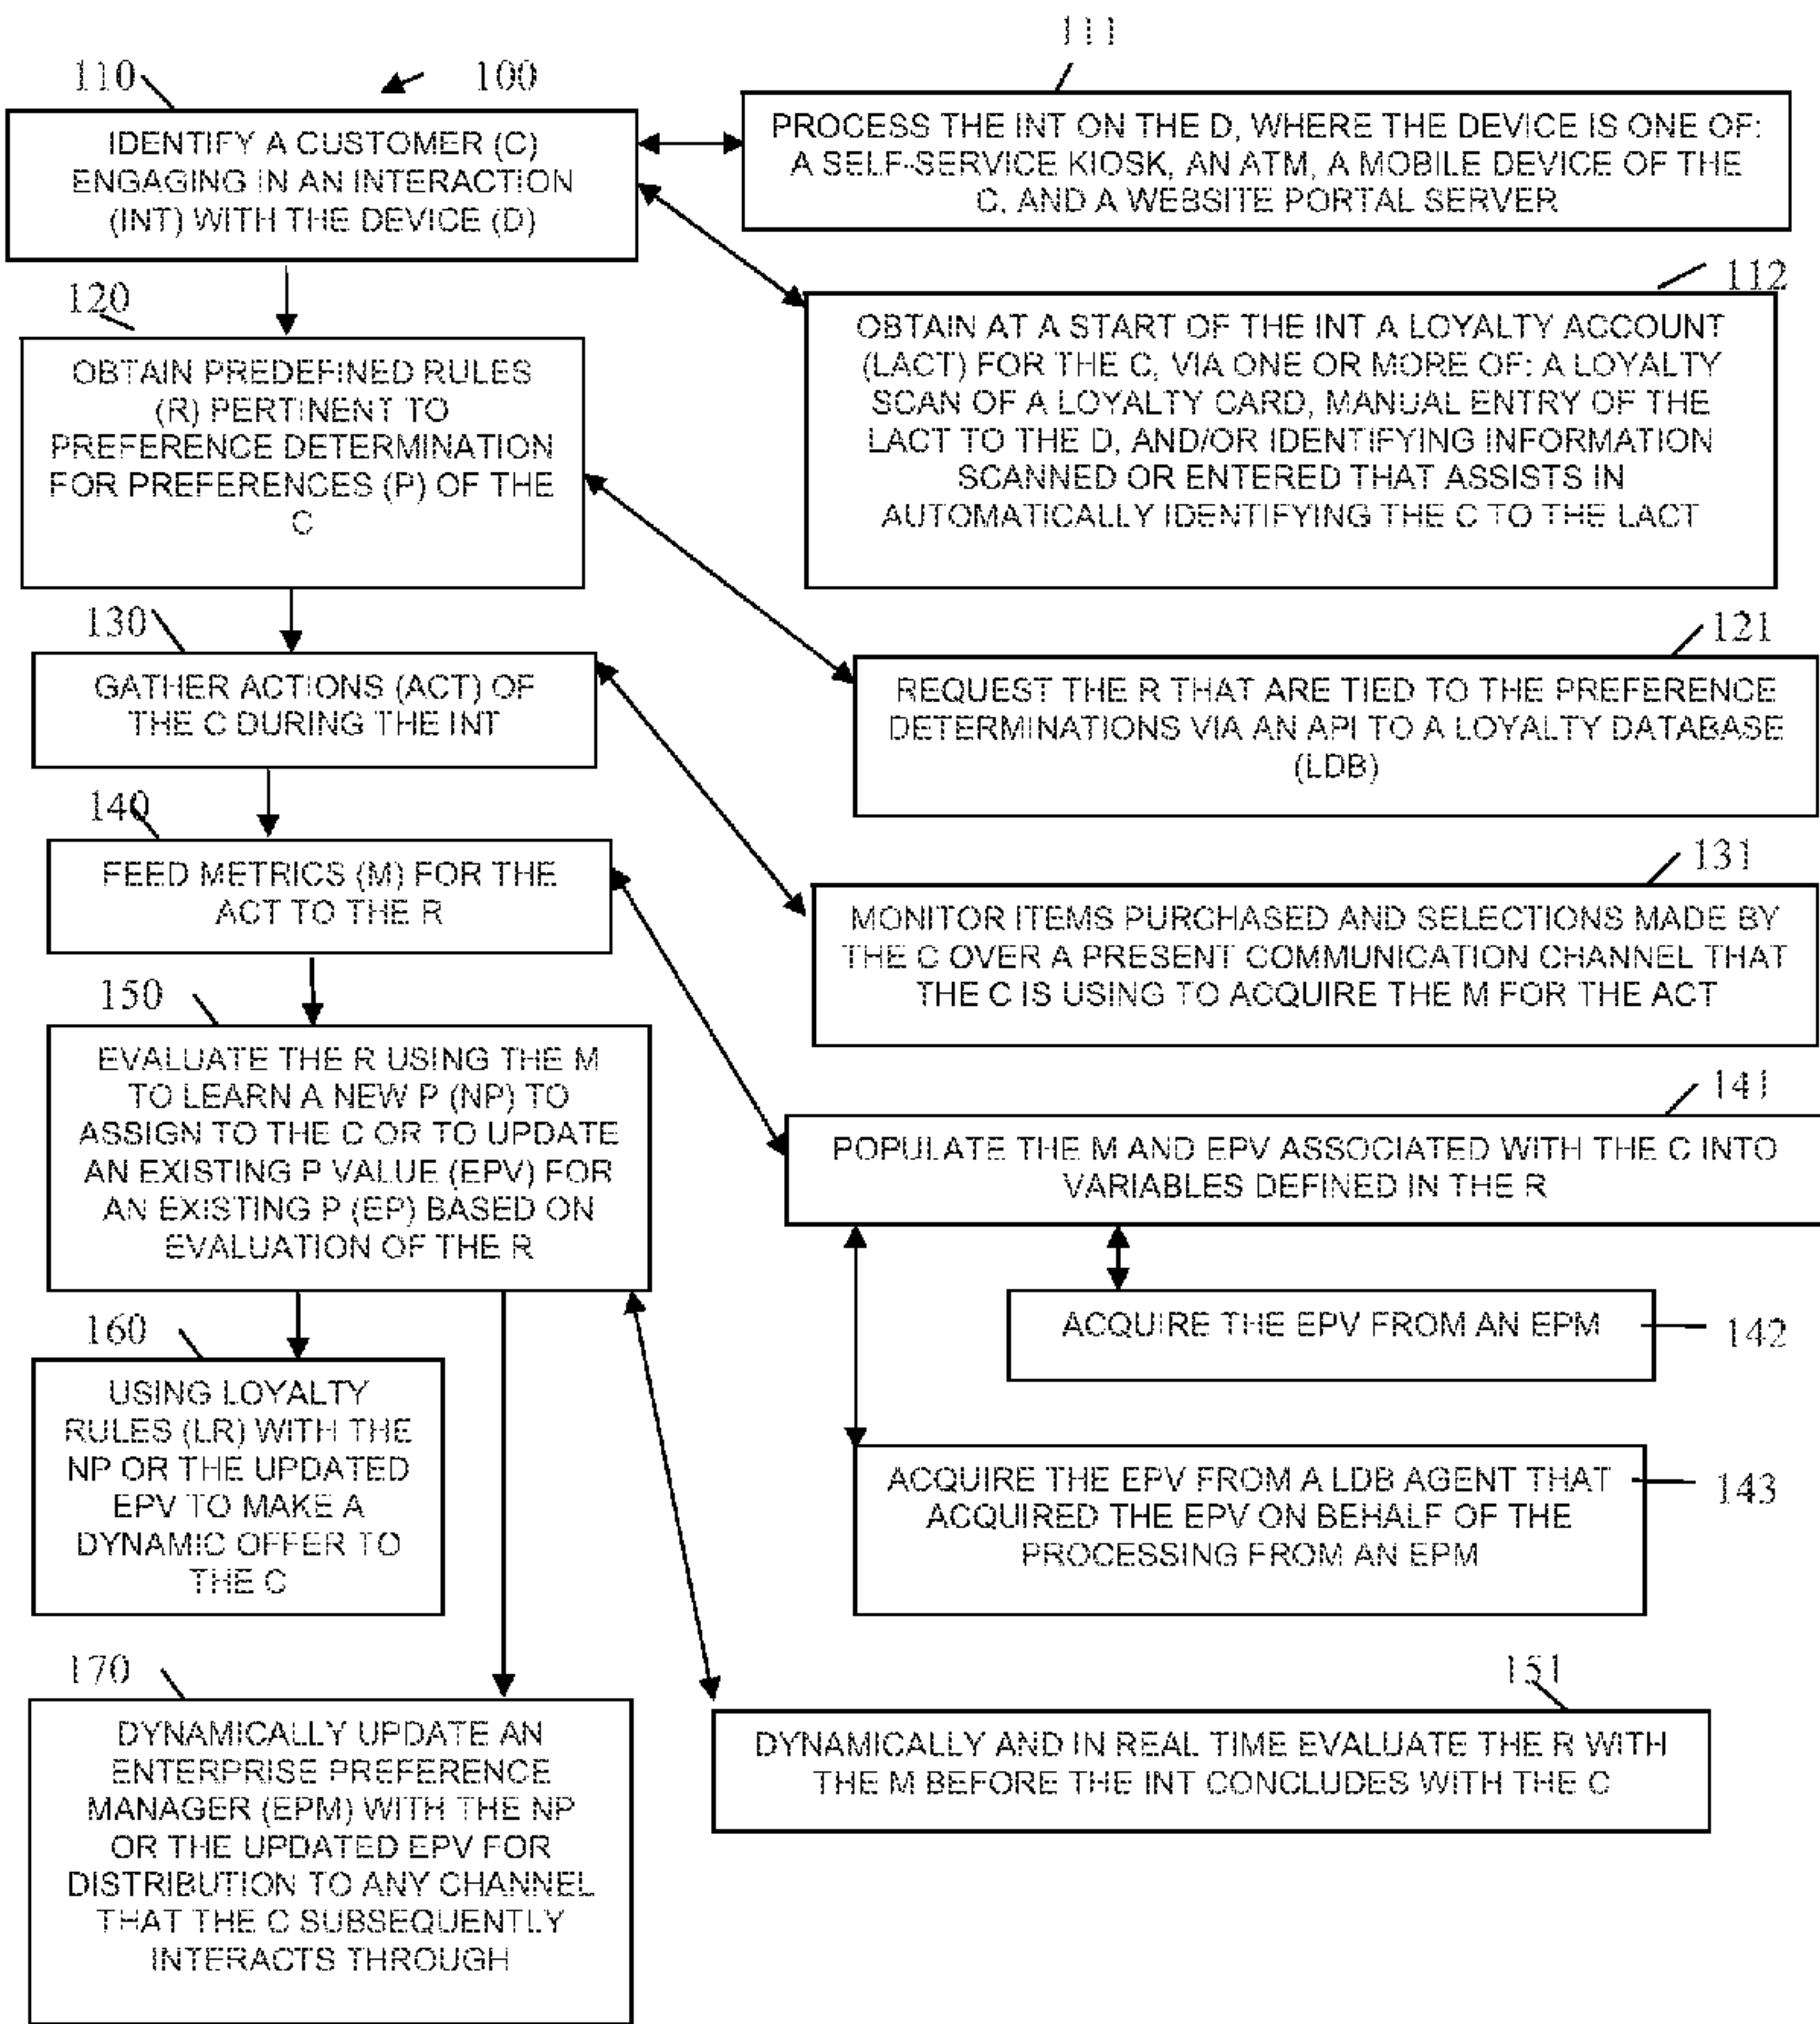 111
110
100
IDENTIFY A CUSTOMER (C)
ENGAGING IN AN INTERACTION
(INT) WITH THE DEVICE (D)
PROCESS THE INT ON THE D, WHERE THE DEVICE IS ONE OF:
A SELF-SERVICE KIOSK, AN ATM, A MOBILE DEVICE OF THE
C, AND A WEBSITE PORTAL SERVER
112
OBTAIN AT A START OF THE INT A LOYALTY ACCOUNT
(LACT) FOR THE C, VIA ONE OR MORE OF: A LOYALTY
SCAN OF A LOYALTY CARD, MANUAL ENTRY OF THE
LACT TO THE D, AND/OR IDENTIFYING INFORMATION
SCANNED OR ENTERED THAT ASSISTS IN
AUTOMATICALLY IDENTIFYING THE C TO THE LACT
120
OBTAIN PREDEFINED RULES
(R) PERTINENT TO
PREFERENCE DETERMINATION
FOR PREFERENCES (P) OF THE
C
121
REQUEST THE R THAT ARE TIED TO THE PREFERENCE
DETERMINATIONS VIA AN API TO A LOYALTY DATABASE
(LDB)
130
GATHER ACTIONS (ACT) OF
THE C DURING THE INT
131
MONITOR ITEMS PURCHASED AND SELECTIONS MADE BY
THE C OVER A PRESENT COMMUNICATION CHANNEL THAT
THE C IS USING TO ACQUIRE THE M FOR THE ACT
140
FEED METRICS (M) FOR THE
ACT TO THE R
141
POPULATE THE M AND EPV ASSOCIATED WITH THE C INTO
VARIABLES DEFINED IN THE R
142
ACQUIRE THE EPV FROM AN EPM
143
ACQUIRE THE EPV FROM A LDB AGENT THAT
ACQUIRED THE EPV ON BEHALF OF THE
PROCESSING FROM AN EPM
150
EVALUATE THE R USING THE M
TO LEARN A NEW P (NP) TO
ASSIGN TO THE C OR TO UPDATE
AN EXISTING P VALUE (EPV) FOR
AN EXISTING P (EP) BASED ON
EVALUATION OF THE R
151
DYNAMICALLY AND IN REAL TIME EVALUATE THE R WITH
THE M BEFORE THE INT CONCLUDES WITH THE C
160
USING LOYALTY
RULES (LR) WITH THE
NP OR THE UPDATED
EPV TO MAKE A
DYNAMIC OFFER TO
THE C
170
DYNAMICALLY UPDATE AN
ENTERPRISE PREFERENCE
MANAGER (EPM) WITH THE NP
OR THE UPDATED EPV FOR
DISTRIBUTION TO ANY CHANNEL
THAT THE C SUBSEQUENTLY
INTERACTS THROUGH